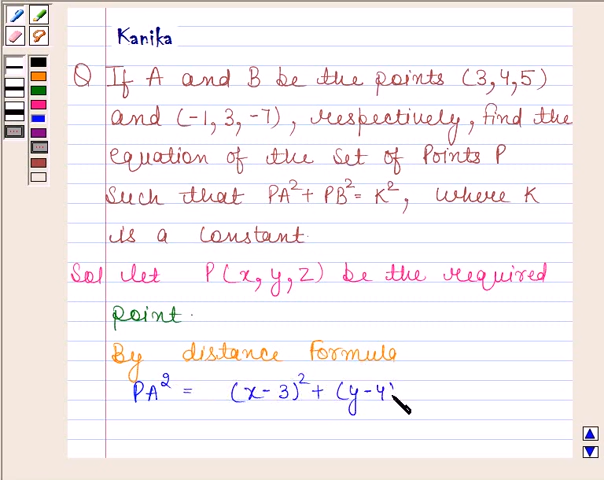 Kanika
Q If A and B be the points (3,4,5)
and (-1, 3, -7), respectively, find the
equation of the set of Points P
Such that PA²+ PB²= K², where K
is a constant.
Sol let P(x, y, z) be the required
point.
By distance formula
PA² = (x-3)² + (y-4)